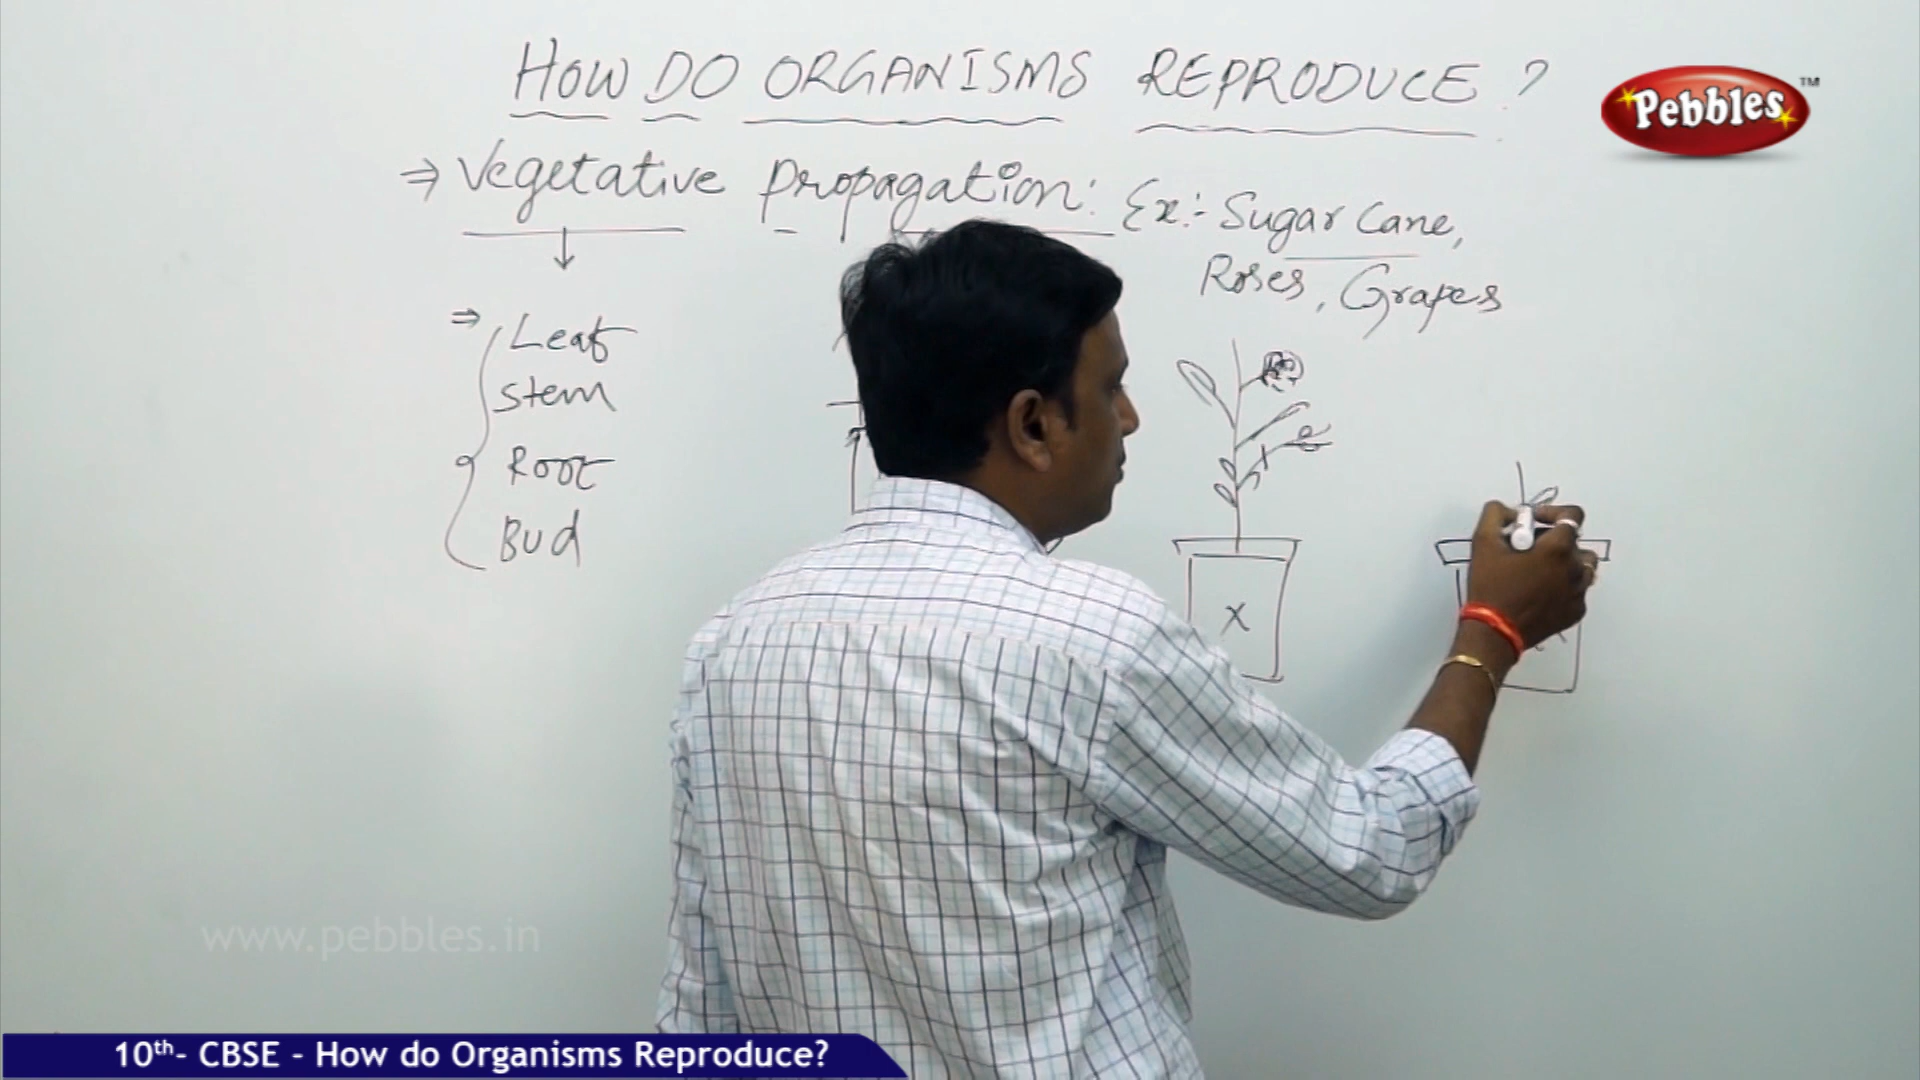 HOW DO ORGANISMS REPRODUCE ?
Pebbles™
⇒ Vegetative Propagation: Ex:- Sugar Cane,
Roses, Grapes
⇒ Leaf
Stem
Root
Bud
X
www.pebbles.in
10th- CBSE - How do Organisms Reproduce?